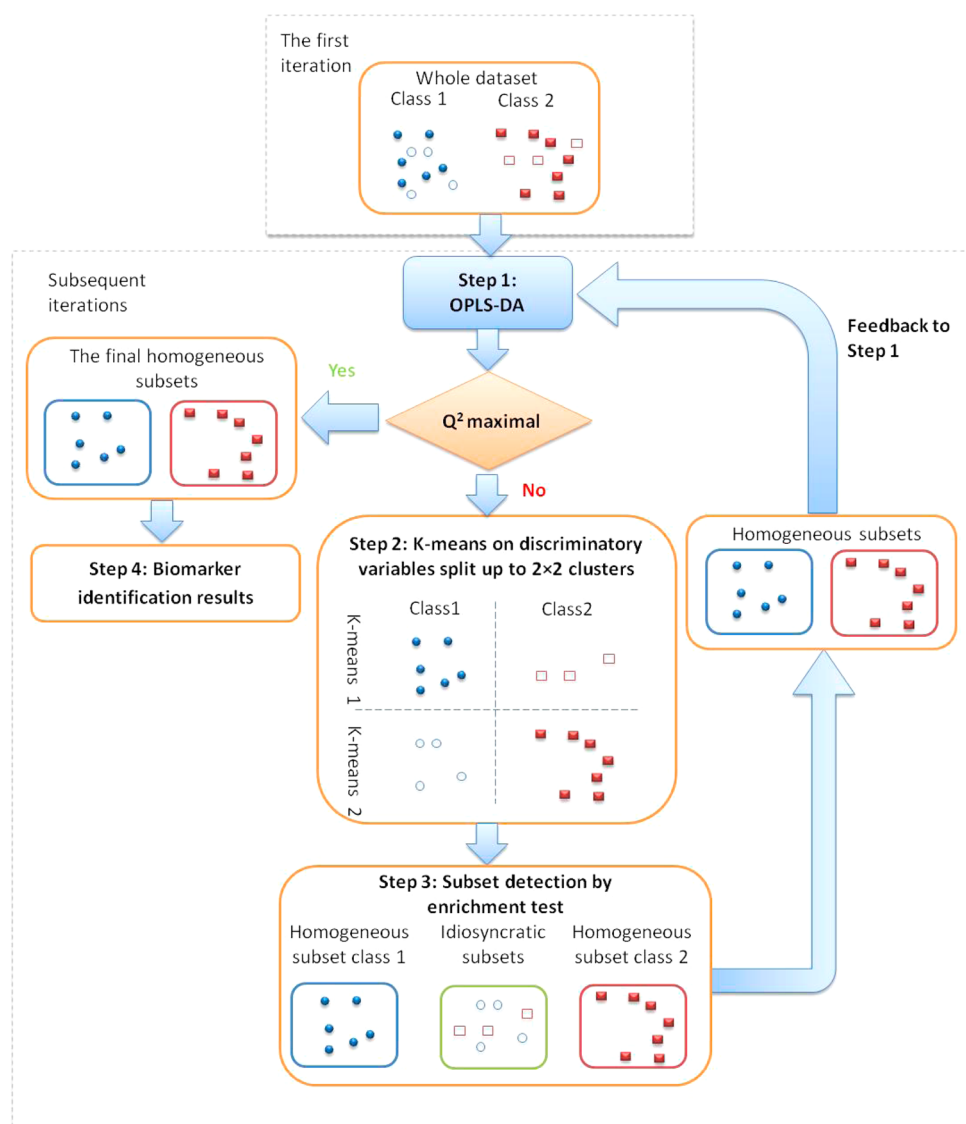 The first
iteration
Whole dataset
Class 1
Class 2
Subsequent
iterations
Step 1:
OPLS-DA
Feedback to
Step 1
The final homogeneous
subsets
Yes
Q² maximal
No
Step 4: Biomarker
identification results
Step 2: K-means on discriminatory
variables split up to 2×2 clusters
Class1
Class2
K-means 1
K-means 2
Homogeneous subsets
Step 3: Subset detection by
enrichment test
Homogeneous
subset class 1
Idiosyncratic
subsets
Homogeneous
subset class 2